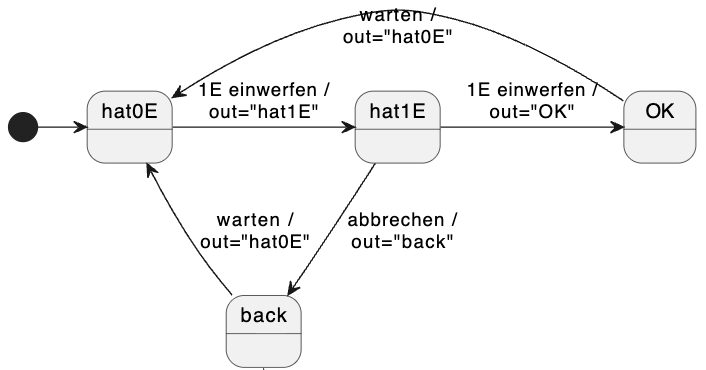 warten /
out="hat0E"
1E einwerfen /
out="hat1E"
1E einwerfen /
out="OK"
hat0E
hat1E
OK
warten /
out="hat0E"
abbrechen /
out="back"
back